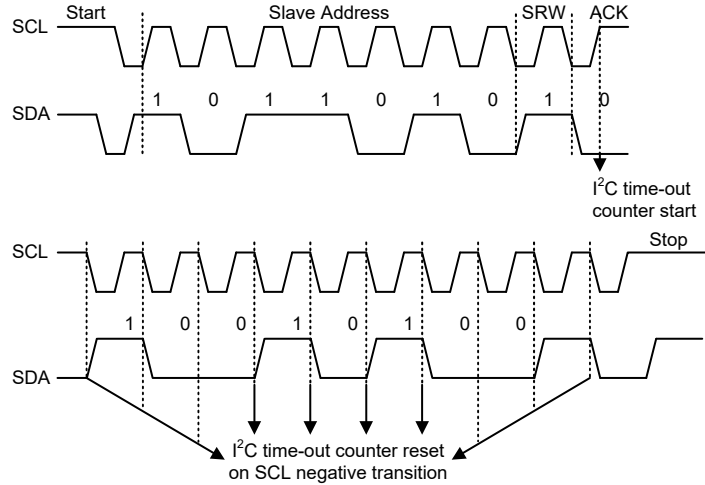 Start Slave Address SRW ACK
SCL
1 0 1 1 0 1 0 1 0
SDA
I²C time-out
counter start
Stop
SCL
1 0 0 1 0 1 0 0
SDA
I²C time-out counter reset
on SCL negative transition